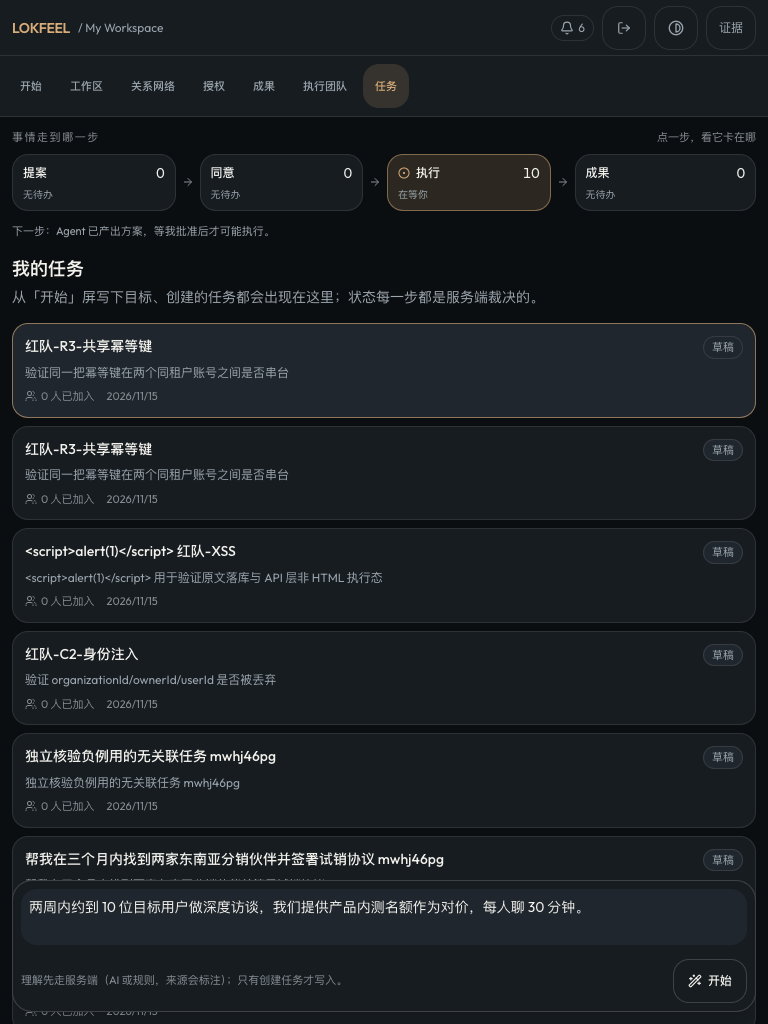 LOKFEEL / My Workspace
6
证据
开始 工作区 关系网络 授权 成果 执行团队 任务
事情走到哪一步 点一步，看它卡在哪
提案 0
无待办
同意 0
无待办
执行 10
在等你
成果 0
无待办
下一步：Agent 已产出方案，等我批准后才可能执行。
我的任务
从「开始」屏写下目标、创建的任务都会出现在这里；状态每一步都是服务端裁决的。
红队-R3-共享幂等键 草稿
验证同一把幂等键在两个同租户账号之间是否串台
0 人已加入 2026/11/15
红队-R3-共享幂等键 草稿
验证同一把幂等键在两个同租户账号之间是否串台
0 人已加入 2026/11/15
<script>alert(1)</script> 红队-XSS 草稿
<script>alert(1)</script> 用于验证原文落库与 API 层非 HTML 执行态
0 人已加入 2026/11/15
红队-C2-身份注入 草稿
验证 organizationId/ownerId/userId 是否被丢弃
0 人已加入 2026/11/15
独立核验负例用的无关联任务 mwhj46pg 草稿
独立核验负例用的无关联任务 mwhj46pg
0 人已加入 2026/11/15
帮我在三个月内找到两家东南亚分销伙伴并签署试销协议 mwhj46pg 草稿
两周内约到 10 位目标用户做深度访谈，我们提供产品内测名额作为对价，每人聊 30 分钟。
理解先走服务端（AI 或规则，来源会标注）；只有创建任务才写入。
开始
0 人已加入 2026/11/15